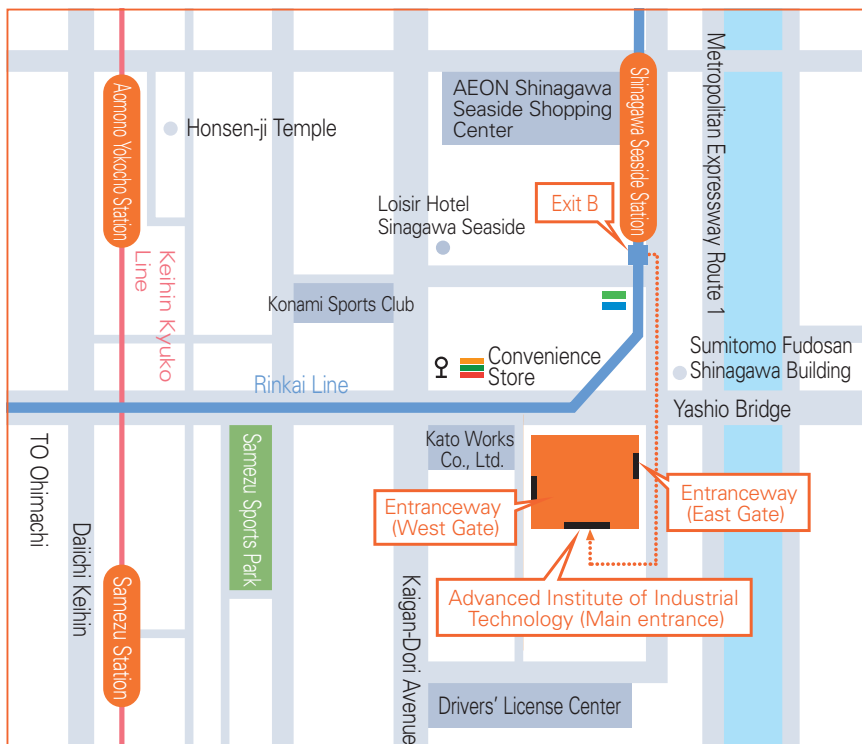 Metropolitan Expressway Route 1
AEON Shinagawa
Seaside Shopping
Center
Shinagawa Seaside Station
Aomono Yokocho Station
Honsen-ji Temple
Exit B
Loisir Hotel
Sinagawa Seaside
Keihin Kyuko
Line
Konami Sports Club
Convenience
Store
Sumitomo Fudosan
Shinagawa Building
Rinkai Line
Yashio Bridge
TO Ohimachi
Daiichi Keihin
Samezu Sports Park
Kato Works
Co., Ltd.
Entranceway
(West Gate)
Entranceway
(East Gate)
Samezu Station
Kaigan-Dori Avenue
Advanced Institute of Industrial
Technology (Main entrance)
Drivers' License Center